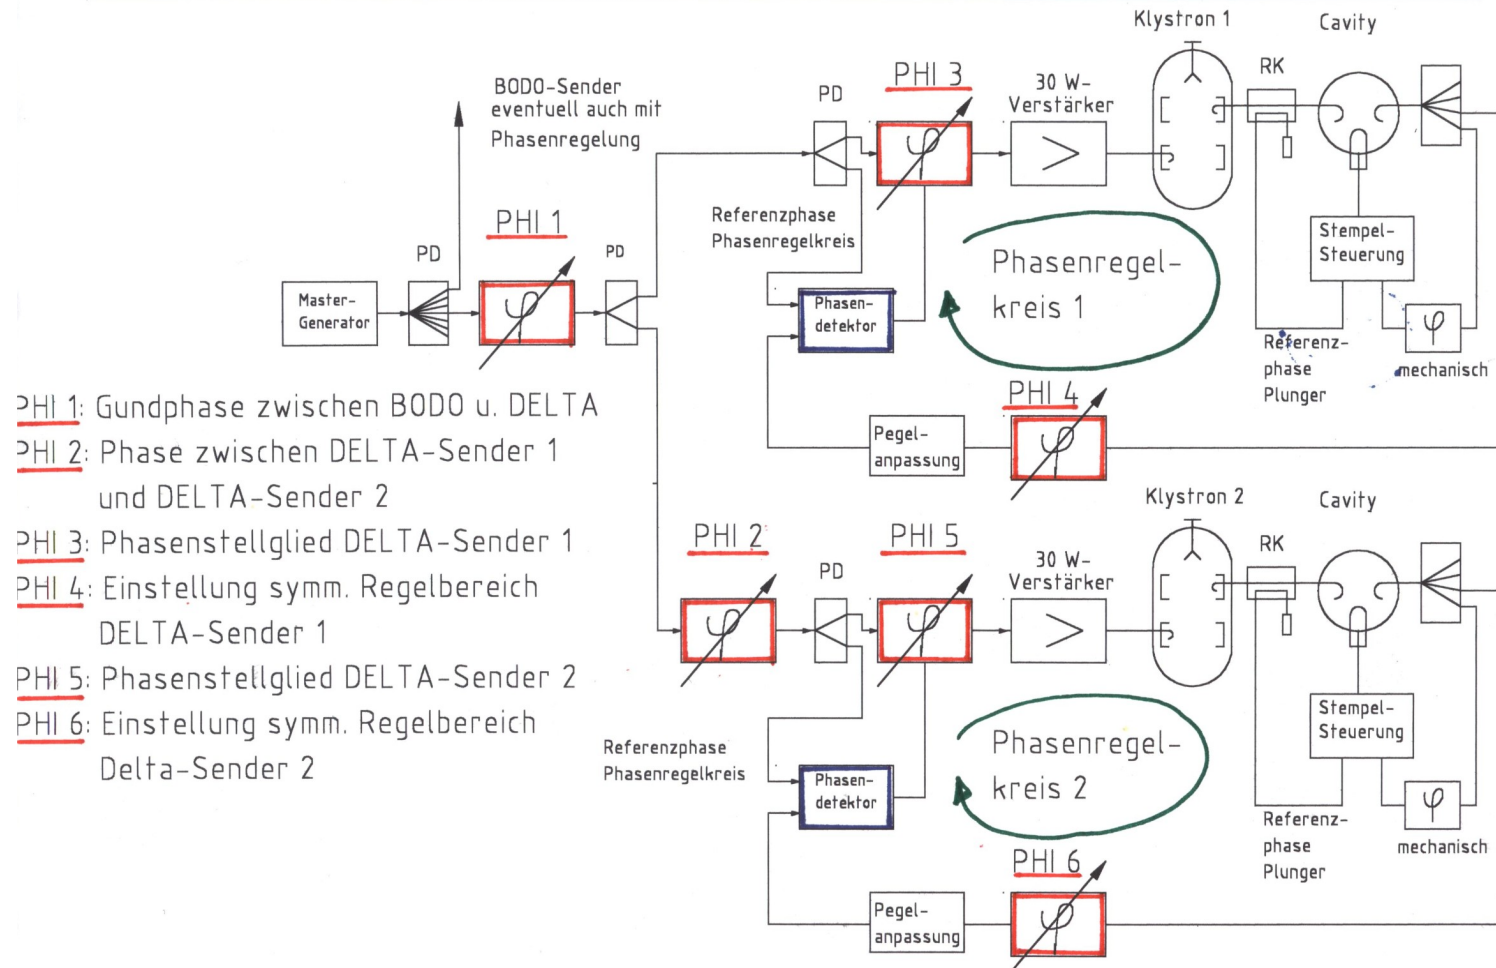 Klystron 1
Cavity
BODO-Sender
eventuell auch mit
Phasenregelung
PD
PHI 3
30 W-
Verstärker
RK
φ
PHI 1
Referenzphase
Phasenregelkreis
PD
PD
Master-
Generator
φ
Phasen-
detektor
Phasenregel-
kreis 1
Stempel-
Steuerung
φ
Referenz-
phase
Plunger
mechanisch
PHI 4
Pegel-
anpassung
φ
PHI 1: Gundphase zwischen BODO u. DELTA
PHI 2: Phase zwischen DELTA-Sender 1
und DELTA-Sender 2
PHI 3: Phasenstellglied DELTA-Sender 1
PHI 4: Einstellung symm. Regelbereich
DELTA-Sender 1
PHI 5: Phasenstellglied DELTA-Sender 2
PHI 6: Einstellung symm. Regelbereich
Delta-Sender 2
Klystron 2
Cavity
PHI 2
PD
PHI 5
30 W-
Verstärker
RK
φ
φ
Referenzphase
Phasenregelkreis
Phasen-
detektor
Phasenregel-
kreis 2
Stempel-
Steuerung
φ
Referenz-
phase
Plunger
mechanisch
PHI 6
Pegel-
anpassung
φ